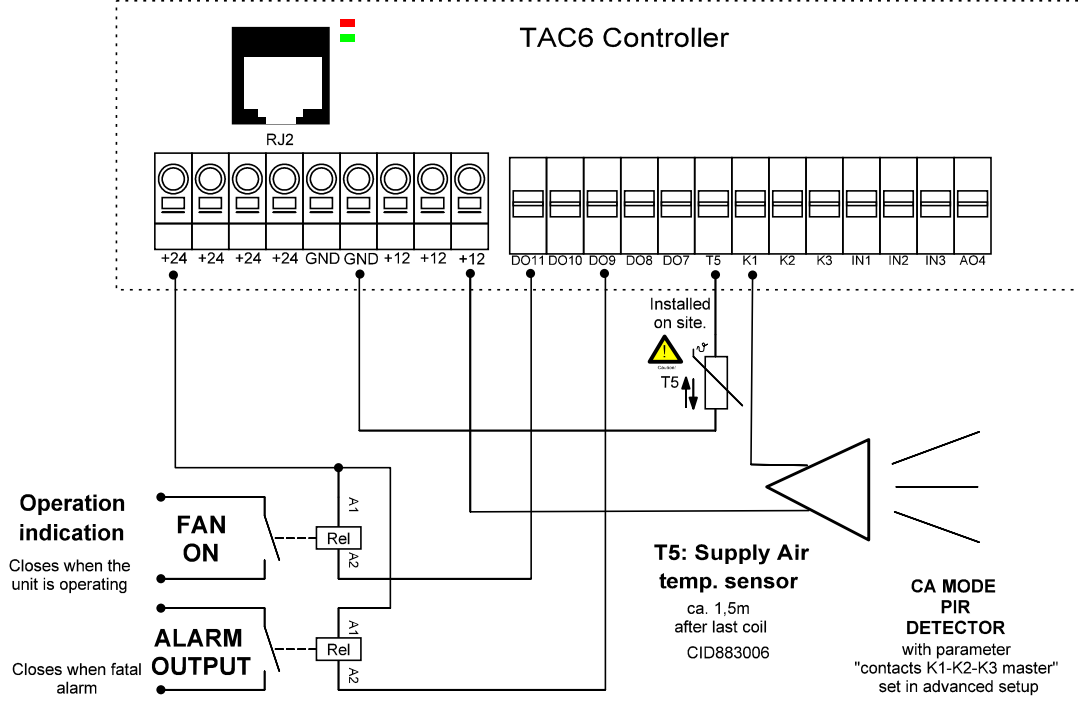 TAC6 Controller
RJ2
+24 +24 +24 +24 GND GND +12 +12 +12
DO11 DO10 DO9 DO8 DO7 T5 K1 K2 K3 IN1 IN2 IN3 AO4
Installed
on site.
!
Caution!
T5
ϑ
Operation
indication
Closes when the
unit is operating
FAN
ON
A1
Rel
A2
ALARM
OUTPUT
Closes when fatal
alarm
A1
Rel
A2
T5: Supply Air
temp. sensor
ca. 1,5m
after last coil
CID883006
CA MODE
PIR
DETECTOR
with parameter
"contacts K1-K2-K3 master"
set in advanced setup